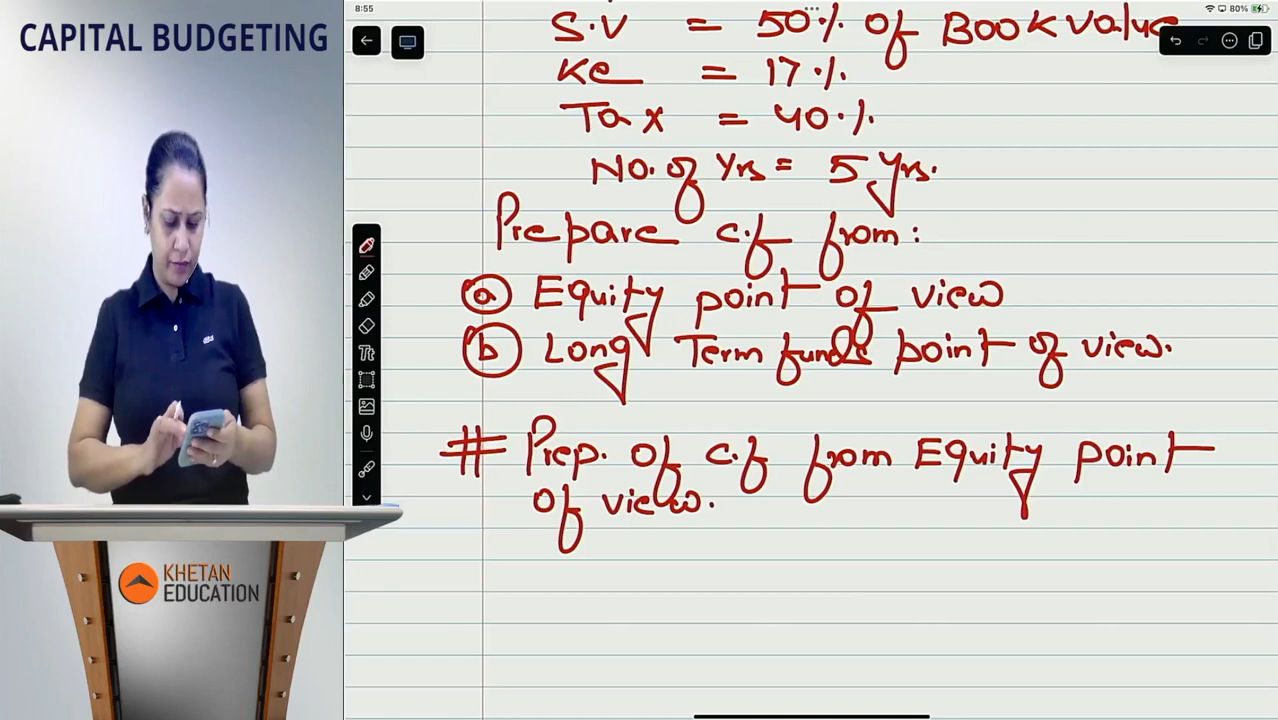 CAPITAL BUDGETING
8:55
80%
S.V = 50% of Book value
Ke = 17%
Tax = 40%
No. of Yrs = 5 yrs.
Prepare c.f from:
a Equity point of view
b Long Term funds point of view.
Tt
# Prep. of c.f from Equity point
of view.
KHETAN
EDUCATION